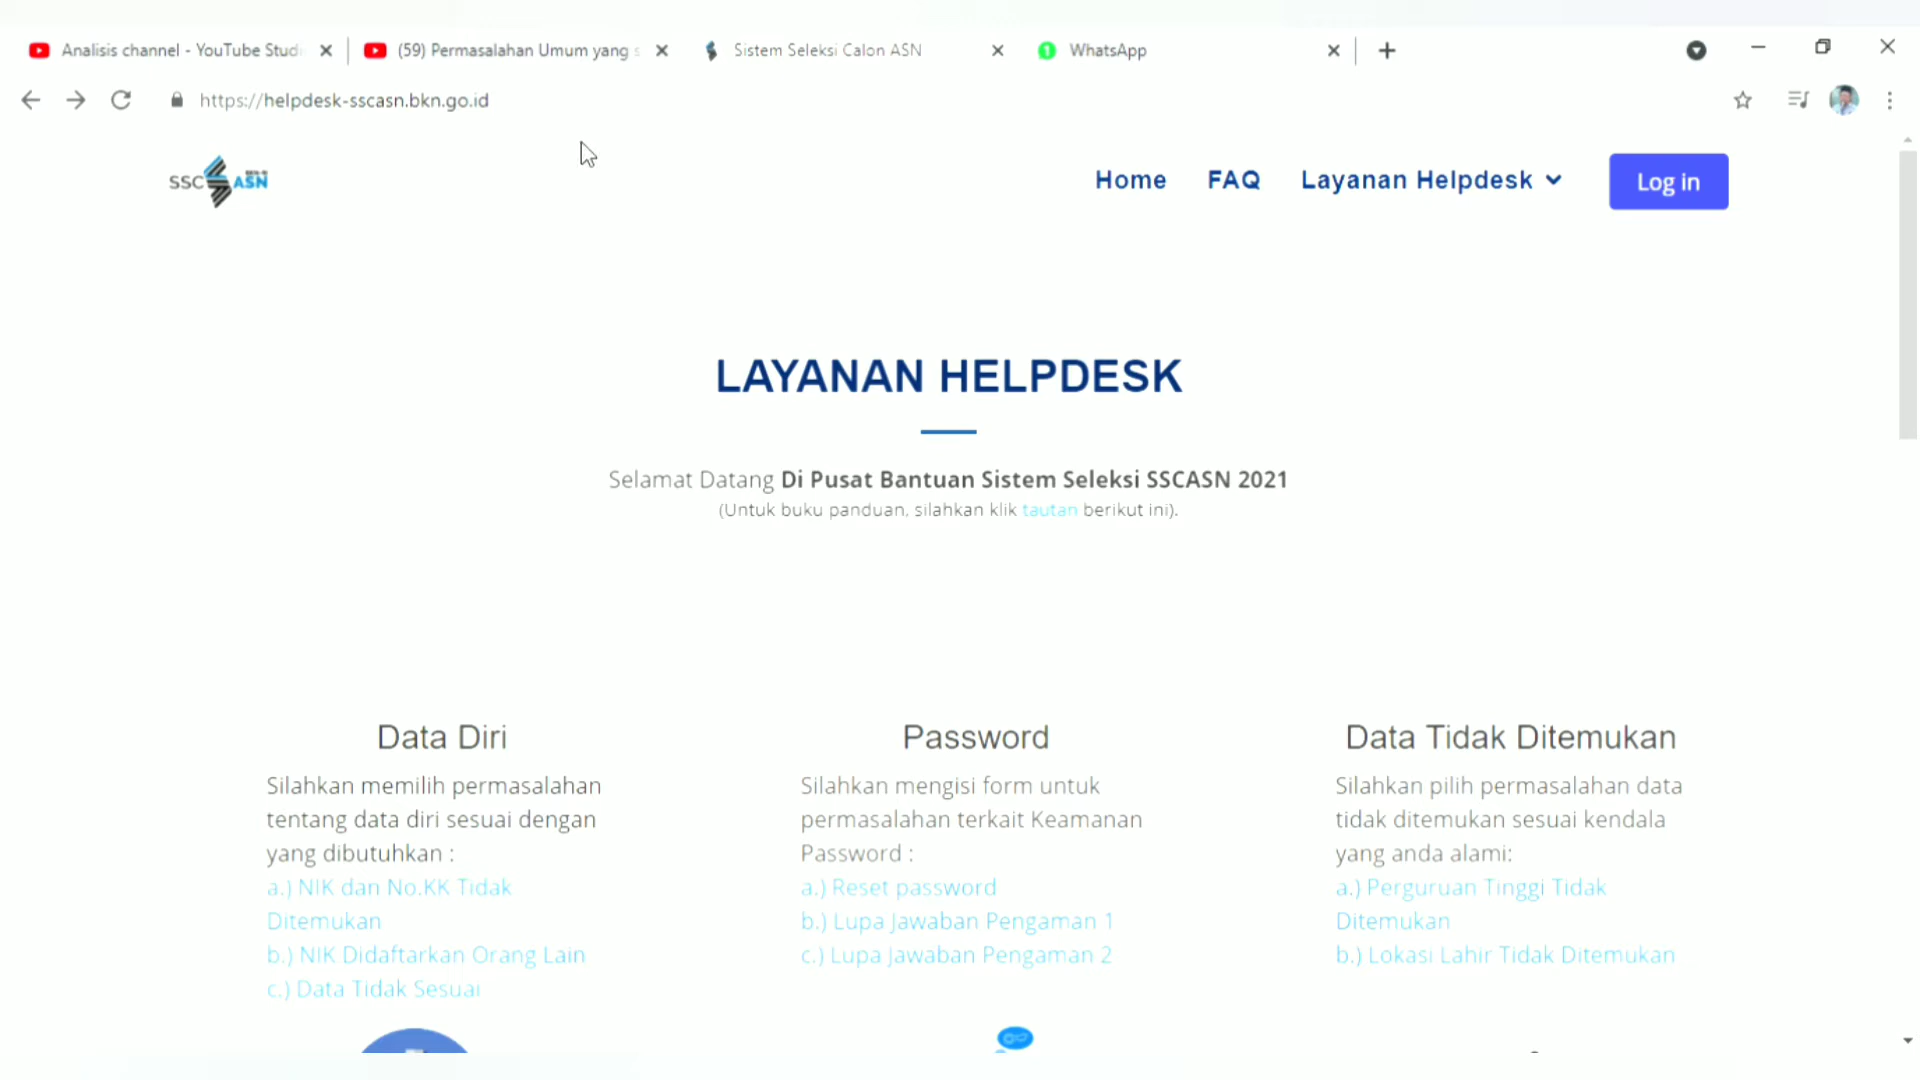 Analisis channel - YouTube Studi
(59) Permasalahan Umum yang s
Sistem Seleksi Calon ASN
WhatsApp
https://helpdesk-sscasn.bkn.go.id
SSC ASN
Home
FAQ
Layanan Helpdesk
Log in
LAYANAN HELPDESK
Selamat Datang Di Pusat Bantuan Sistem Seleksi SSCASN 2021
(Untuk buku panduan, silahkan klik tautan berikut ini).
Data Diri
Silahkan memilih permasalahan
tentang data diri sesuai dengan
yang dibutuhkan :
a.) NIK dan No.KK Tidak
Ditemukan
b.) NIK Didaftarkan Orang Lain
c.) Data Tidak Sesuai
Password
Silahkan mengisi form untuk
permasalahan terkait Keamanan
Password :
a.) Reset password
b.) Lupa Jawaban Pengaman 1
c.) Lupa Jawaban Pengaman 2
Data Tidak Ditemukan
Silahkan pilih permasalahan data
tidak ditemukan sesuai kendala
yang anda alami:
a.) Perguruan Tinggi Tidak
Ditemukan
b.) Lokasi Lahir Tidak Ditemukan